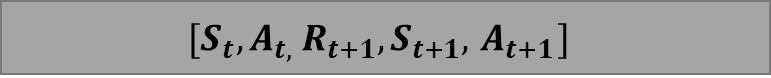 [S_t, A_t, R_{t+1}, S_{t+1}, A_{t+1}]